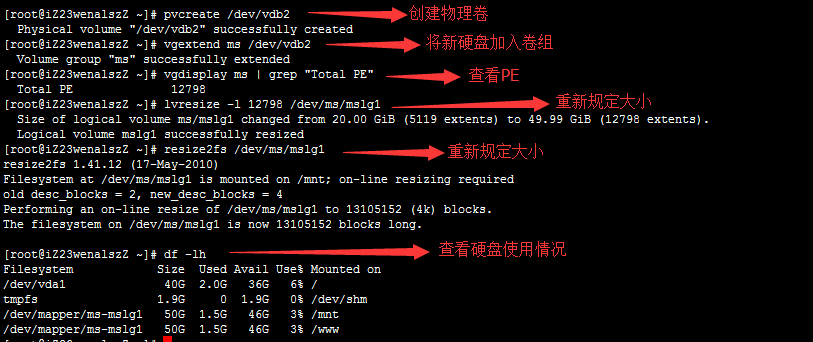 [root@iZ23wenalszZ ~]# pvcreate /dev/vdb2 创建物理卷
Physical volume "/dev/vdb2" successfully created
[root@iZ23wenalszZ ~]# vgextend ms /dev/vdb2 将新硬盘加入卷组
Volume group "ms" successfully extended
[root@iZ23wenalszZ ~]# vgdisplay ms | grep "Total PE" 查看PE
Total PE 12798
[root@iZ23wenalszZ ~]# lvresize -l 12798 /dev/ms/mslg1 重新规定大小
Size of logical volume ms/mslg1 changed from 20.00 GiB (5119 extents) to 49.99 GiB (12798 extents).
Logical volume mslg1 successfully resized
[root@iZ23wenalszZ ~]# resize2fs /dev/ms/mslg1 重新规定大小
resize2fs 1.41.12 (17-May-2010)
Filesystem at /dev/ms/mslg1 is mounted on /mnt; on-line resizing required
old desc_blocks = 2, new_desc_blocks = 4
Performing an on-line resize of /dev/ms/mslg1 to 13105152 (4k) blocks.
The filesystem on /dev/ms/mslg1 is now 13105152 blocks long.
[root@iZ23wenalszZ ~]# df -lh 查看硬盘使用情况
Filesystem Size Used Avail Use% Mounted on
/dev/vda1 40G 2.0G 36G 6% /
tmpfs 1.9G 0 1.9G 0% /dev/shm
/dev/mapper/ms-mslg1 50G 1.5G 46G 3% /mnt
/dev/mapper/ms-mslg1 50G 1.5G 46G 3% /www